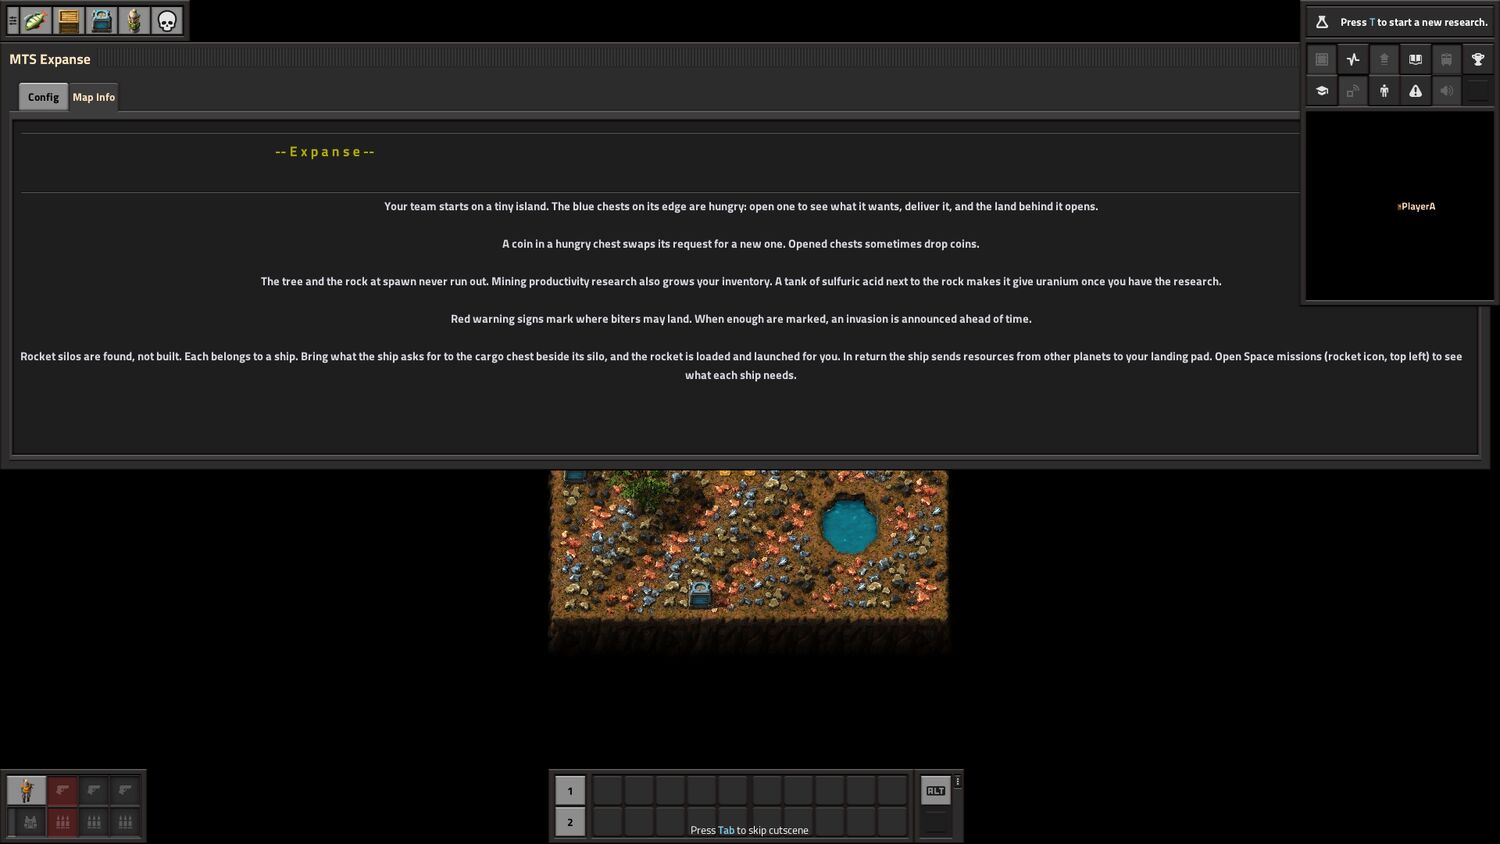 Press T to start a new research.
MTS Expanse
Config
Map Info
-- E x p a n s e --
Your team starts on a tiny island. The blue chests on its edge are hungry: open one to see what it wants, deliver it, and the land behind it opens.
A coin in a hungry chest swaps its request for a new one. Opened chests sometimes drop coins.
PlayerA
The tree and the rock at spawn never run out. Mining productivity research also grows your inventory. A tank of sulfuric acid next to the rock makes it give uranium once you have the research.
Red warning signs mark where biters may land. When enough are marked, an invasion is announced ahead of time.
Rocket silos are found, not built. Each belongs to a ship. Bring what the ship asks for to the cargo chest beside its silo, and the rocket is loaded and launched for you. In return the ship sends resources from other planets to your landing pad. Open Space missions (rocket icon, top left) to see
what each ship needs.
1
ALT
2
Press Tab to skip cutscene